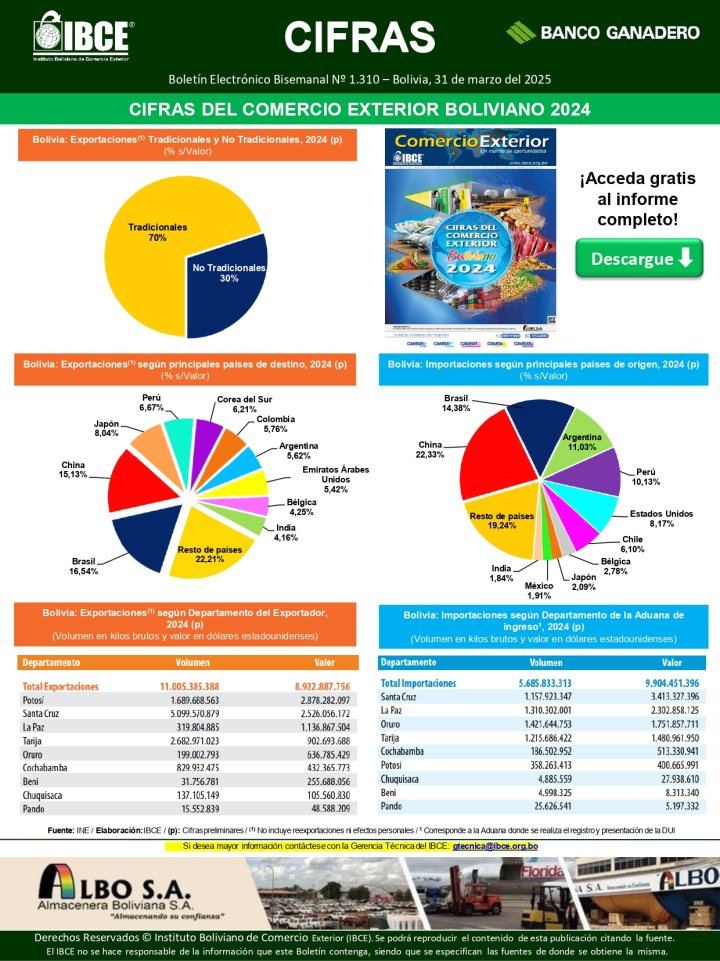 IBCE®
Instituto Boliviano de Comercio Exterior
CIFRAS
BANCO GANADERO
Boletín Electrónico Bisemanal Nº 1.310 – Bolivia, 31 de marzo del 2025
CIFRAS DEL COMERCIO EXTERIOR BOLIVIANO 2024
Bolivia: Exportaciones⁽¹⁾ Tradicionales y No Tradicionales, 2024 (p)
(% s/Valor)
Tradicionales
70%
No Tradicionales
30%
ComercioExterior
Un mundo de oportunidades
IBCE
www.ibce.org.bo
CIFRAS DEL
COMERCIO
EXTERIOR
Boliviano
2024
ALBO S.A.
¡Acceda gratis
al informe
completo!
Descargue
Bolivia: Exportaciones⁽¹⁾ según principales países de destino, 2024 (p)
(% s/Valor)
Perú
6,67%
Corea del Sur
6,21%
Colombia
5,76%
Argentina
5,62%
Emiratos Árabes
Unidos
5,42%
Bélgica
4,25%
India
4,16%
Resto de países
22,21%
Brasil
16,54%
China
15,13%
Japón
8,04%
Bolivia: Importaciones según principales países de origen, 2024 (p)
(% s/Valor)
Brasil
14,38%
Argentina
11,03%
Perú
10,13%
Estados Unidos
8,17%
Chile
6,10%
Bélgica
2,78%
Japón
2,09%
México
1,91%
India
1,84%
Resto de países
19,24%
China
22,33%
Bolivia: Exportaciones⁽¹⁾ según Departamento del Exportador,
2024 (p)
(Volumen en kilos brutos y valor en dólares estadounidenses)
Departamento Volumen Valor
Total Exportaciones 11.005.385.388 8.922.887.756
Potosí 1.689.688.563 2.878.282.097
Santa Cruz 5.099.570.879 2.526.056.172
La Paz 319.804.885 1.136.867.504
Tarija 2.682.971.023 902.693.688
Oruro 199.002.793 636.785.429
Cochabamba 829.932.475 432.365.773
Beni 31.756.781 255.688.056
Chuquisaca 137.105.149 105.560.830
Pando 15.552.839 48.588.209
Bolivia: Importaciones según Departamento de la Aduana de
ingreso¹, 2024 (p)
(Volumen en kilos brutos y valor en dólares estadounidenses)
Departamento Volumen Valor
Total Importaciones 5.685.833.313 9.904.451.396
Santa Cruz 1.157.923.347 3.413.327.396
La Paz 1.310.302.001 2.302.858.125
Oruro 1.421.644.753 1.751.857.711
Tarija 1.215.686.422 1.480.961.950
Cochabamba 186.502.952 513.330.941
Potosí 358.263.413 400.665.991
Chuquisaca 4.885.559 27.938.610
Beni 4.998.325 8.313.340
Pando 25.626.541 5.197.332
Fuente: INE / Elaboración: IBCE / (p): Cifras preliminares / ⁽¹⁾ No incluye reexportaciones ni efectos personales / ¹ Corresponde a la Aduana donde se realiza el registro y presentación de la DUI
Si desea mayor información contáctese con la Gerencia Técnica del IBCE: gtecnica@ibce.org.bo
ALBO S.A.
Almacenera Boliviana S.A.
"Almacenando su confianza"
Florida
ALBO
Derechos Reservados © Instituto Boliviano de Comercio Exterior (IBCE). Se podrá reproducir el contenido de esta publicación citando la fuente.
El IBCE no se hace responsable de la información que este Boletín contenga, siendo que se especifican las fuentes de donde se obtiene la misma.